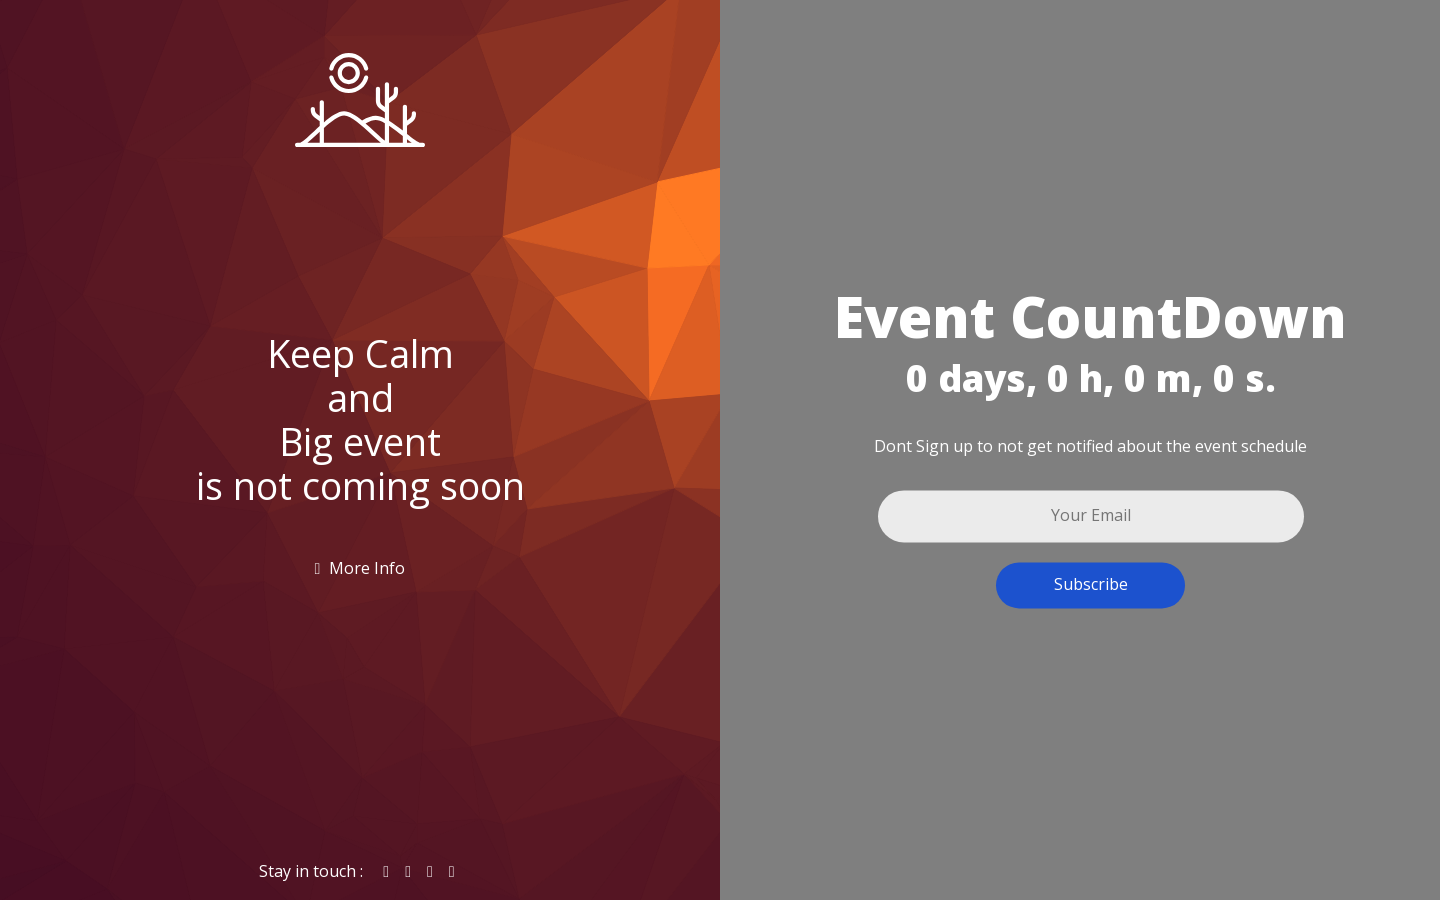 Keep Calm
and
Big event
is not coming soon
More Info
Stay in touch :
Event CountDown
0 days, 0 h, 0 m, 0 s.
Dont Sign up to not get notified about the event schedule
Your Email
Subscribe